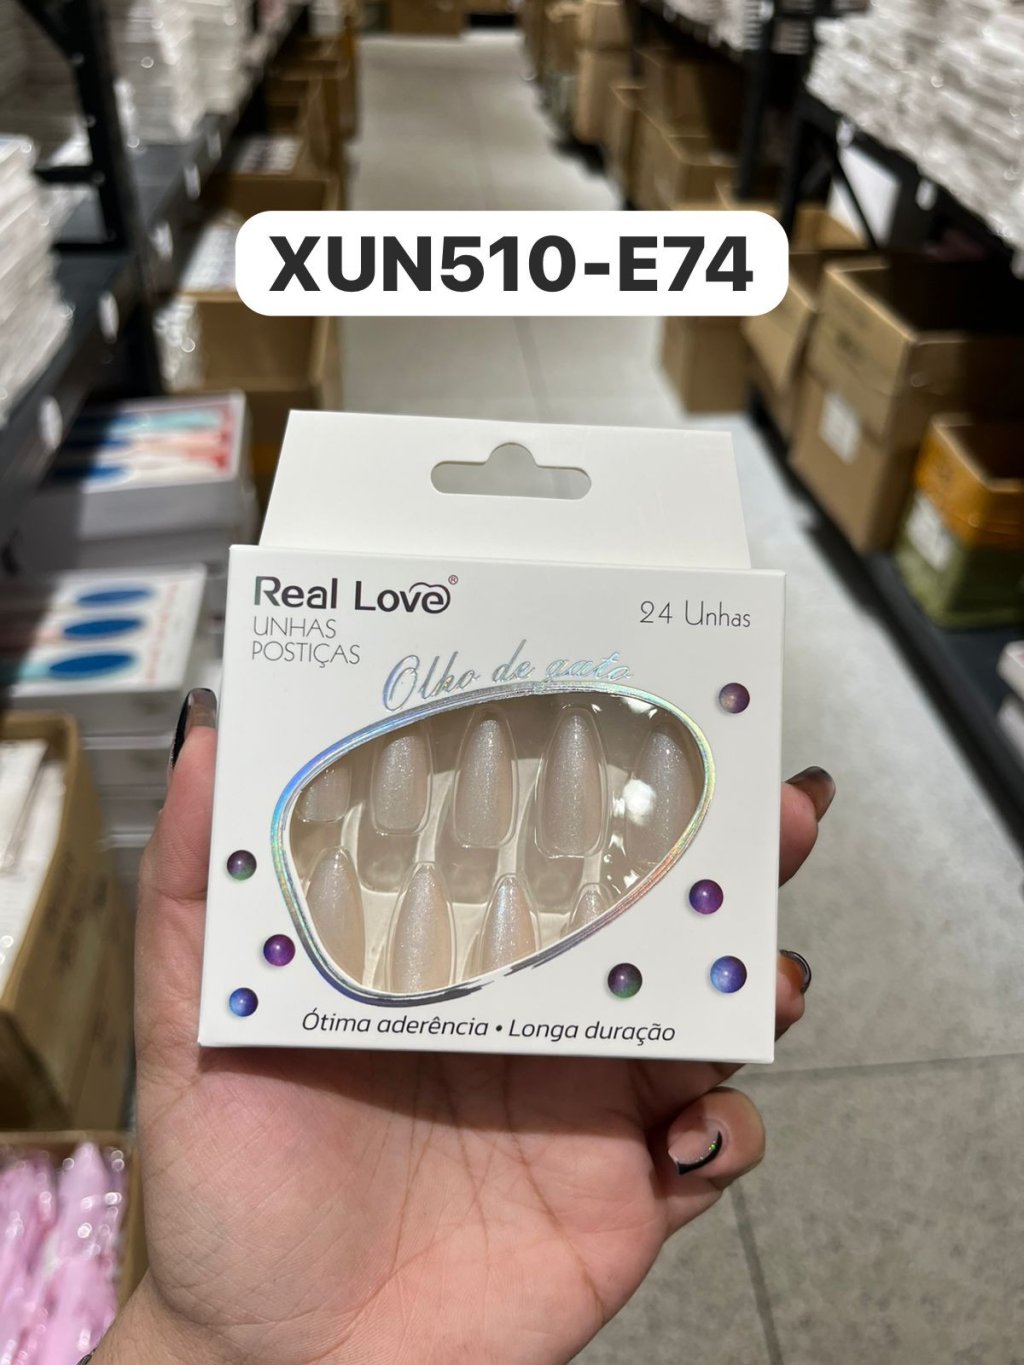 XUN510-E74
Real Love®
24 Unhas
UNHAS
POSTIÇAS
Olho de gato
Ótima aderência • Longa duração